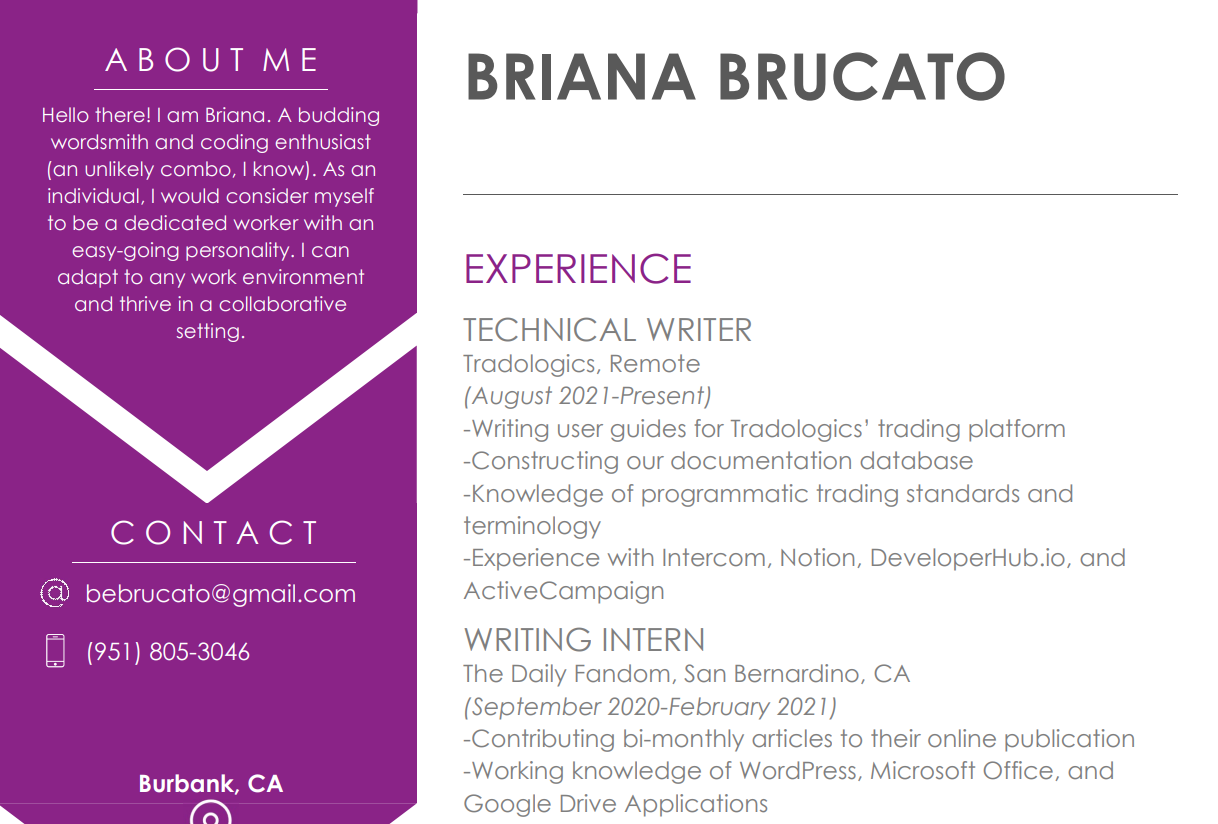 ABOUT ME
Hello there! I am Briana. A budding
wordsmith and coding enthusiast
(an unlikely combo, I know). As an
individual, I would consider myself
to be a dedicated worker with an
easy-going personality. I can
adapt to any work environment
and thrive in a collaborative
setting.
CONTACT
bebrucato@gmail.com
(951) 805-3046
Burbank, CA
BRIANA BRUCATO
EXPERIENCE
TECHNICAL WRITER
Tradologics, Remote
(August 2021-Present)
-Writing user guides for Tradologics’ trading platform
-Constructing our documentation database
-Knowledge of programmatic trading standards and
terminology
-Experience with Intercom, Notion, DeveloperHub.io, and
ActiveCampaign
WRITING INTERN
The Daily Fandom, San Bernardino, CA
(September 2020-February 2021)
-Contributing bi-monthly articles to their online publication
-Working knowledge of WordPress, Microsoft Office, and
Google Drive Applications